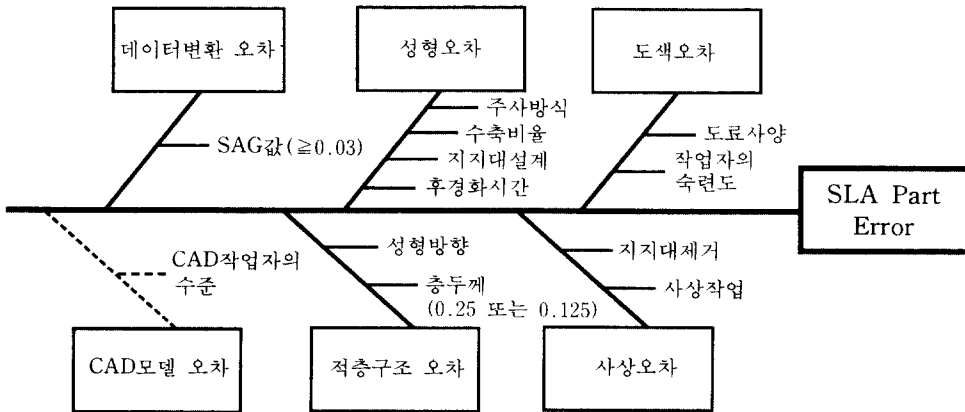 데이터변환 오차
성형오차
도색오차
주사방식
수축비율
지지대설계
후경화시간
SAG값(≧0.03)
도료사양
작업자의
숙련도
SLA Part
Error
CAD작업자의
수준
성형방향
층두께
(0.25 또는 0.125)
지지대제거
사상작업
CAD모델 오차
적층구조 오차
사상오차